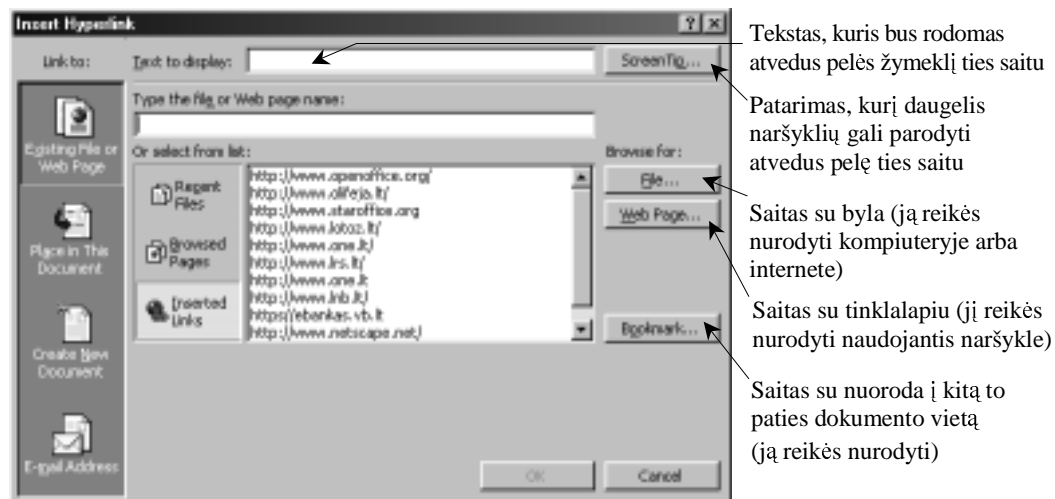 Insert Hyperlink
Link to:
Text to display:
ScreenTip...
Type the file or Web page name:
Existing File or
Web Page
Or select from list:
Browse for:
Recent
Files
Browsed
Pages
Inserted
Links
http://www.openoffice.org/
http://www.olifeja.lt/
http://www.staroffice.org
http://www.lotoz.lt/
http://www.one.lt/
http://www.lrs.lt/
http://www.one.lt
http://www.lnb.lt/
https://ebankas.vb.lt
http://www.netscape.net/
File...
Web Page...
Bookmark...
Place in This
Document
Create New
Document
E-mail Address
OK
Cancel
Tekstas, kuris bus rodomas
atvedus pelės žymeklį ties saitu
Patarimas, kurį daugelis
naršyklių gali parodyti
atvedus pelę ties saitu
Saitas su byla (ją reikės
nurodyti kompiuteryje arba
internete)
Saitas su tinklalapiu (jį reikės
nurodyti naudojantis naršykle)
Saitas su nuoroda į kitą to
paties dokumento vietą
(ją reikės nurodyti)